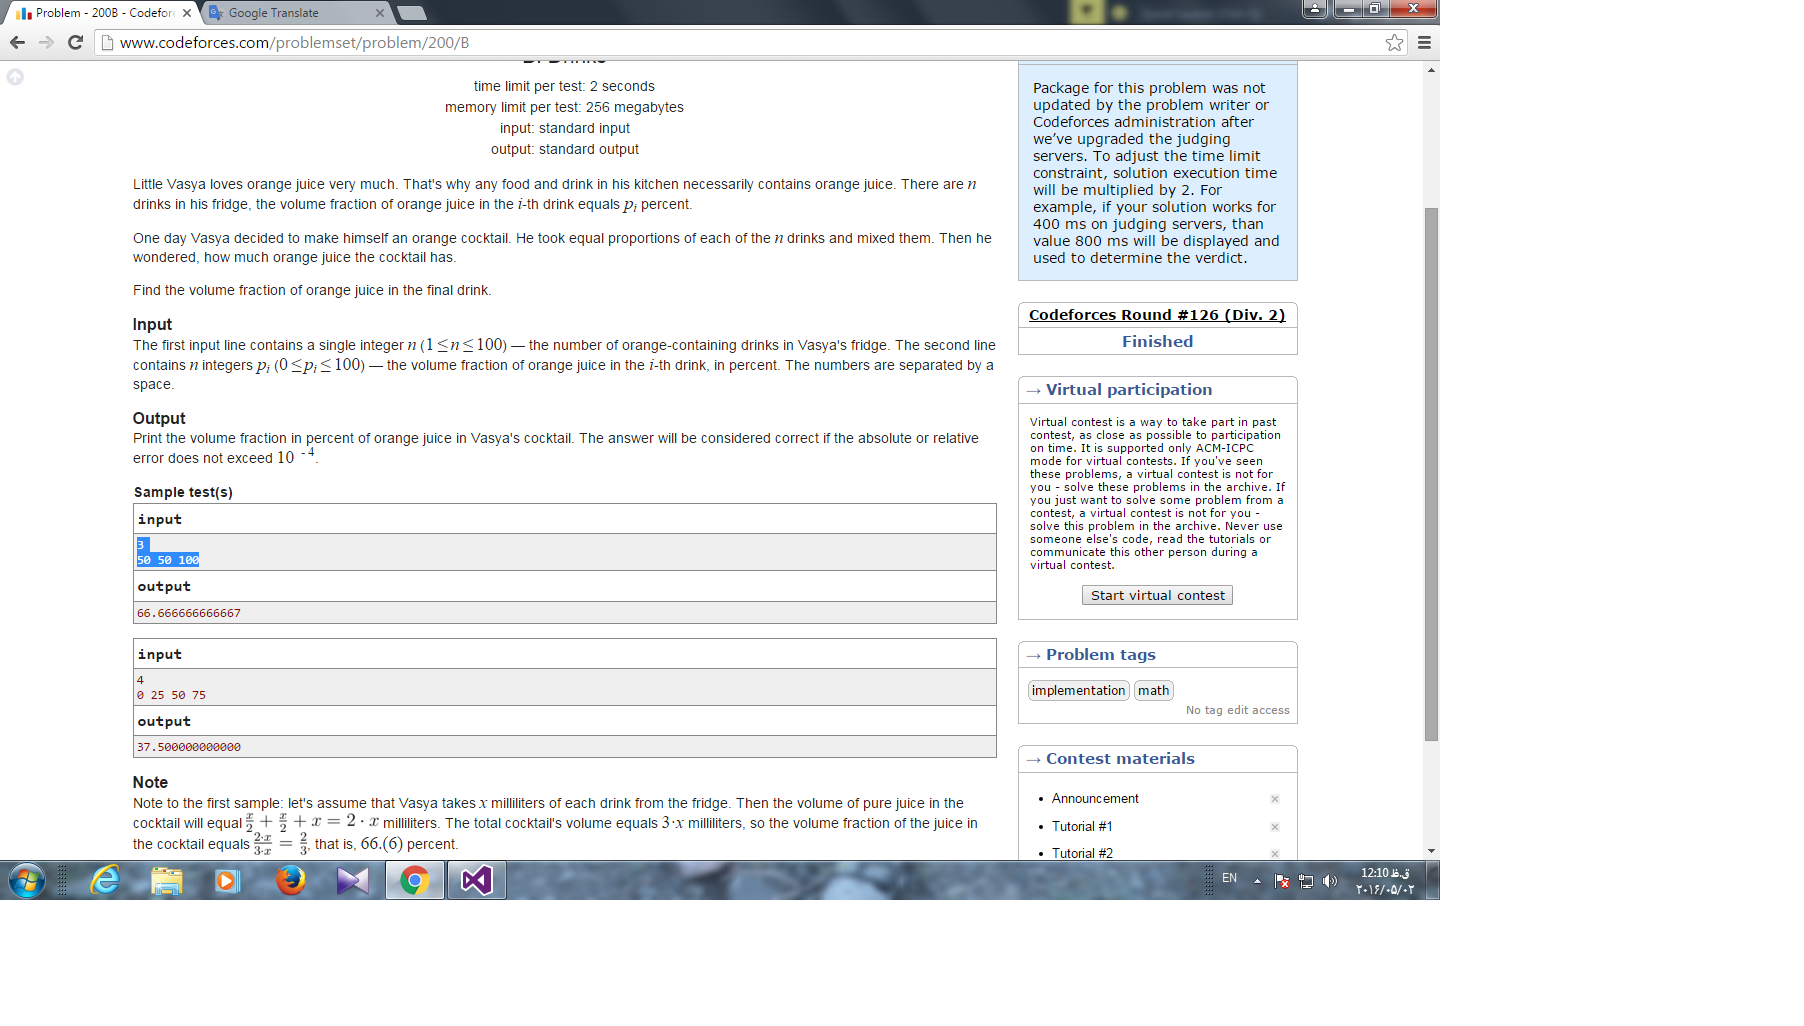 Problem - 200B - Codefor
Google Translate
www.codeforces.com/problemset/problem/200/B
time limit per test: 2 seconds
memory limit per test: 256 megabytes
input: standard input
output: standard output
Little Vasya loves orange juice very much. That's why any food and drink in his kitchen necessarily contains orange juice. There are n
drinks in his fridge, the volume fraction of orange juice in the i-th drink equals pᵢ percent.
One day Vasya decided to make himself an orange cocktail. He took equal proportions of each of the n drinks and mixed them. Then he
wondered, how much orange juice the cocktail has.
Find the volume fraction of orange juice in the final drink.
Input
The first input line contains a single integer n (1 ≤ n ≤ 100) — the number of orange-containing drinks in Vasya's fridge. The second line
contains n integers pᵢ (0 ≤ pᵢ ≤ 100) — the volume fraction of orange juice in the i-th drink, in percent. The numbers are separated by a
space.
Output
Print the volume fraction in percent of orange juice in Vasya's cocktail. The answer will be considered correct if the absolute or relative
error does not exceed 10 ⁻⁴.
Sample test(s)
input
3
50 50 100
output
66.666666666667
input
4
0 25 50 75
output
37.500000000000
Note
Note to the first sample: let's assume that Vasya takes x milliliters of each drink from the fridge. Then the volume of pure juice in the
cocktail will equal x/2 + x/2 + x = 2 · x milliliters. The total cocktail's volume equals 3·x milliliters, so the volume fraction of the juice in
the cocktail equals 2·x/3·x = 2/3, that is, 66.(6) percent.
Package for this problem was not
updated by the problem writer or
Codeforces administration after
we've upgraded the judging
servers. To adjust the time limit
constraint, solution execution time
will be multiplied by 2. For
example, if your solution works for
400 ms on judging servers, than
value 800 ms will be displayed and
used to determine the verdict.
Codeforces Round #126 (Div. 2)
Finished
→ Virtual participation
Virtual contest is a way to take part in past
contest, as close as possible to participation
on time. It is supported only ACM-ICPC
mode for virtual contests. If you've seen
these problems, a virtual contest is not for
you - solve these problems in the archive. If
you just want to solve some problem from a
contest, a virtual contest is not for you -
solve this problem in the archive. Never use
someone else's code, read the tutorials or
communicate this other person during a
virtual contest.
Start virtual contest
→ Problem tags
implementation math
No tag edit access
→ Contest materials
Announcement
Tutorial #1
Tutorial #2
EN
12:10 ق.ظ
٢٠١۶/٠۵/٠٢